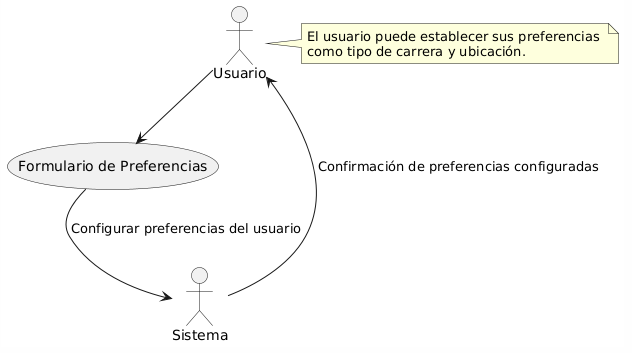 El usuario puede establecer sus preferencias
como tipo de carrera y ubicación.
Usuario
Formulario de Preferencias
Confirmación de preferencias configuradas
Configurar preferencias del usuario
Sistema